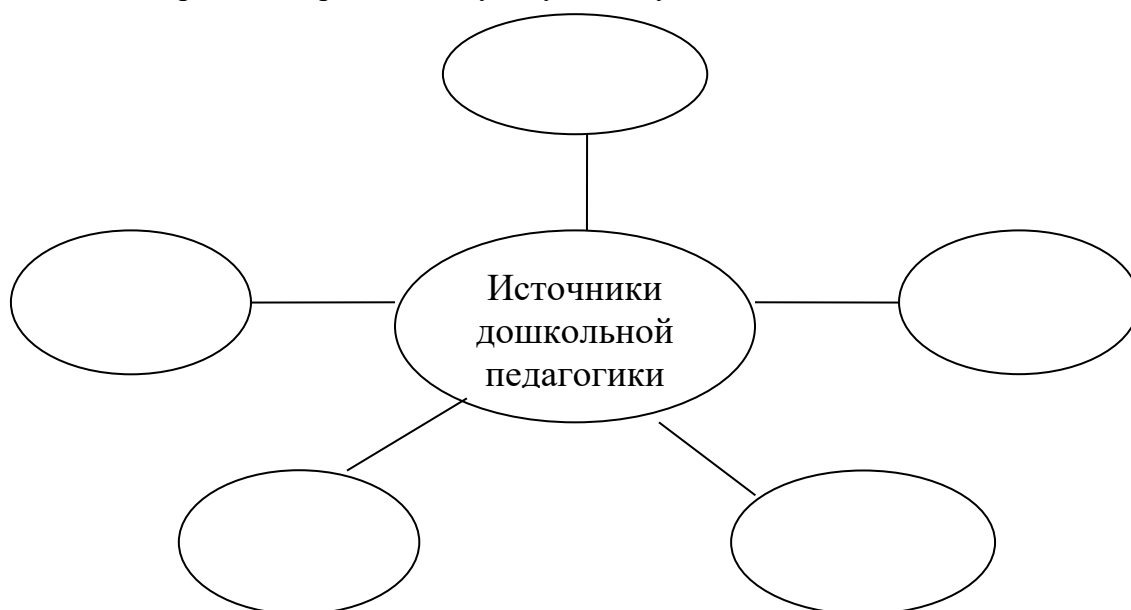 Источники
дошкольной
педагогики